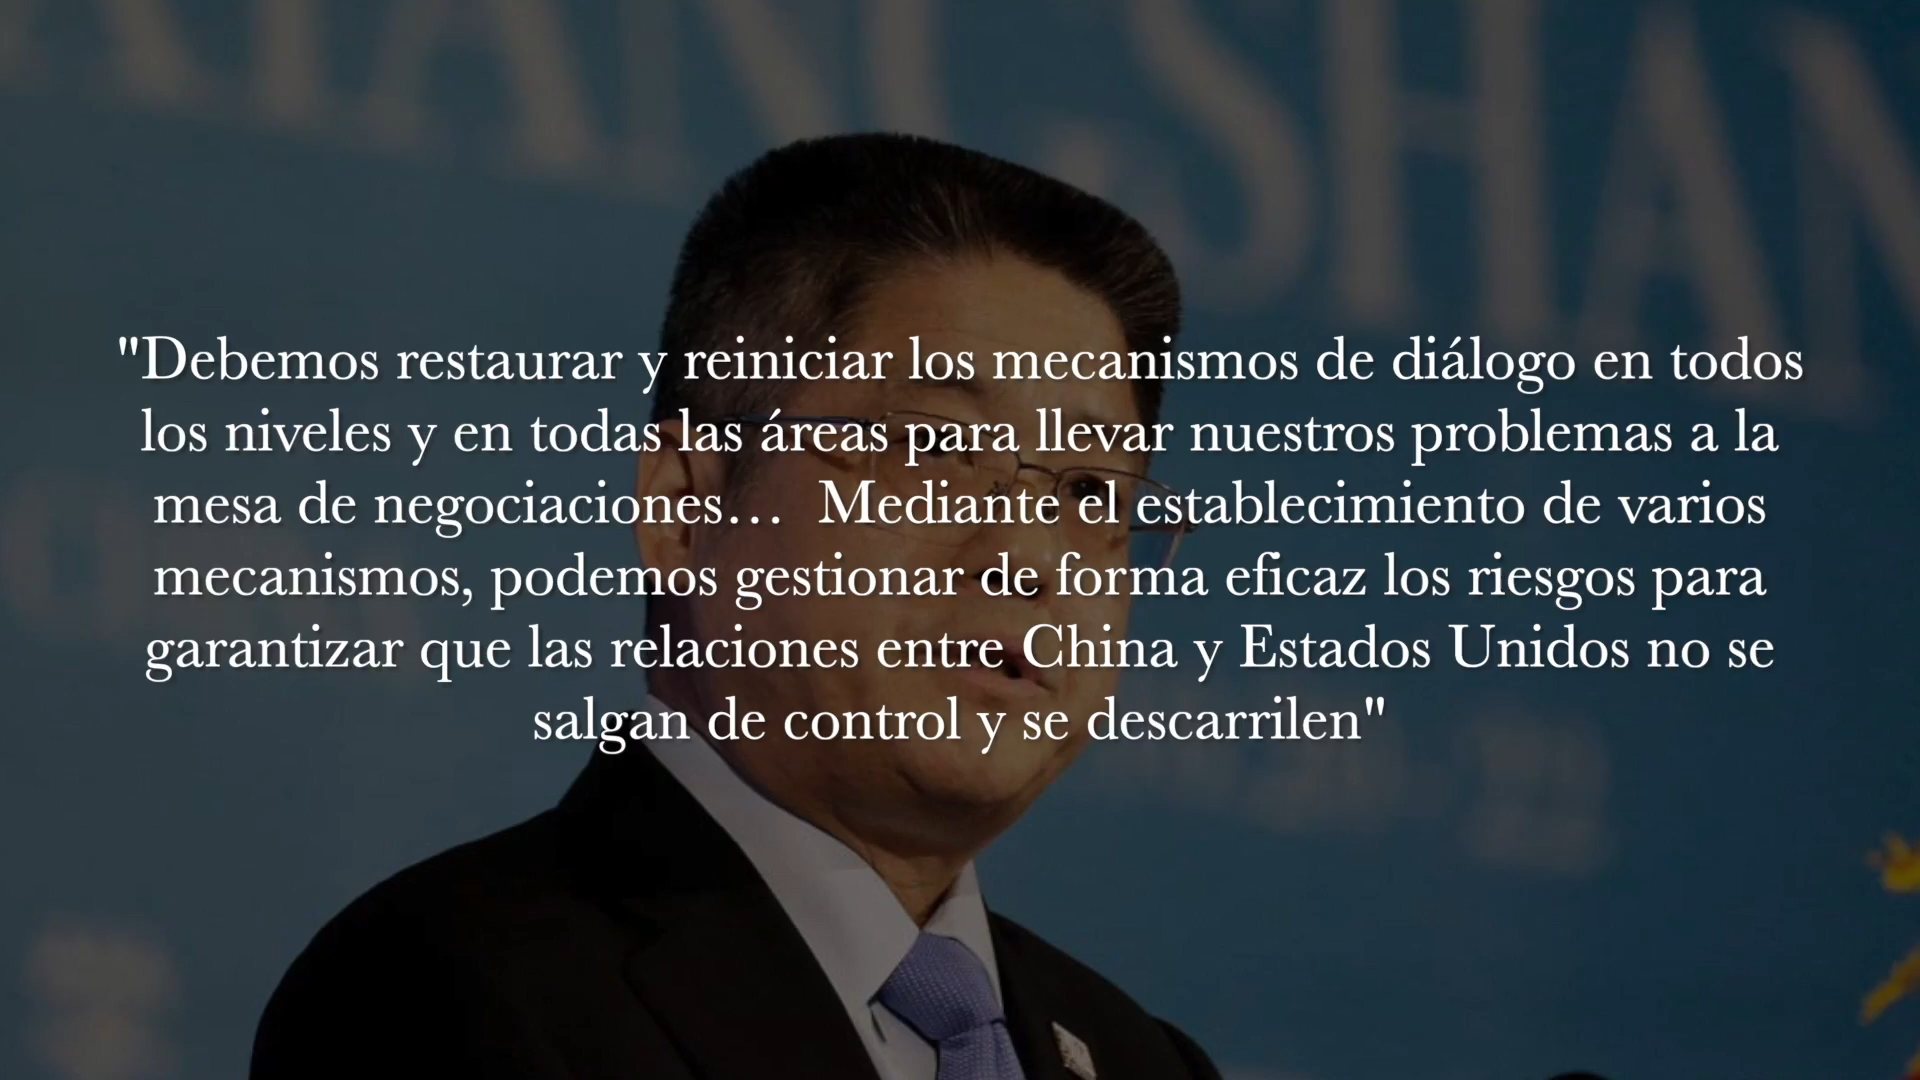 "Debemos restaurar y reiniciar los mecanismos de diálogo en todos
los niveles y en todas las áreas para llevar nuestros problemas a la
mesa de negociaciones… Mediante el establecimiento de varios
mecanismos, podemos gestionar de forma eficaz los riesgos para
garantizar que las relaciones entre China y Estados Unidos no se
salgan de control y se descarrilen"